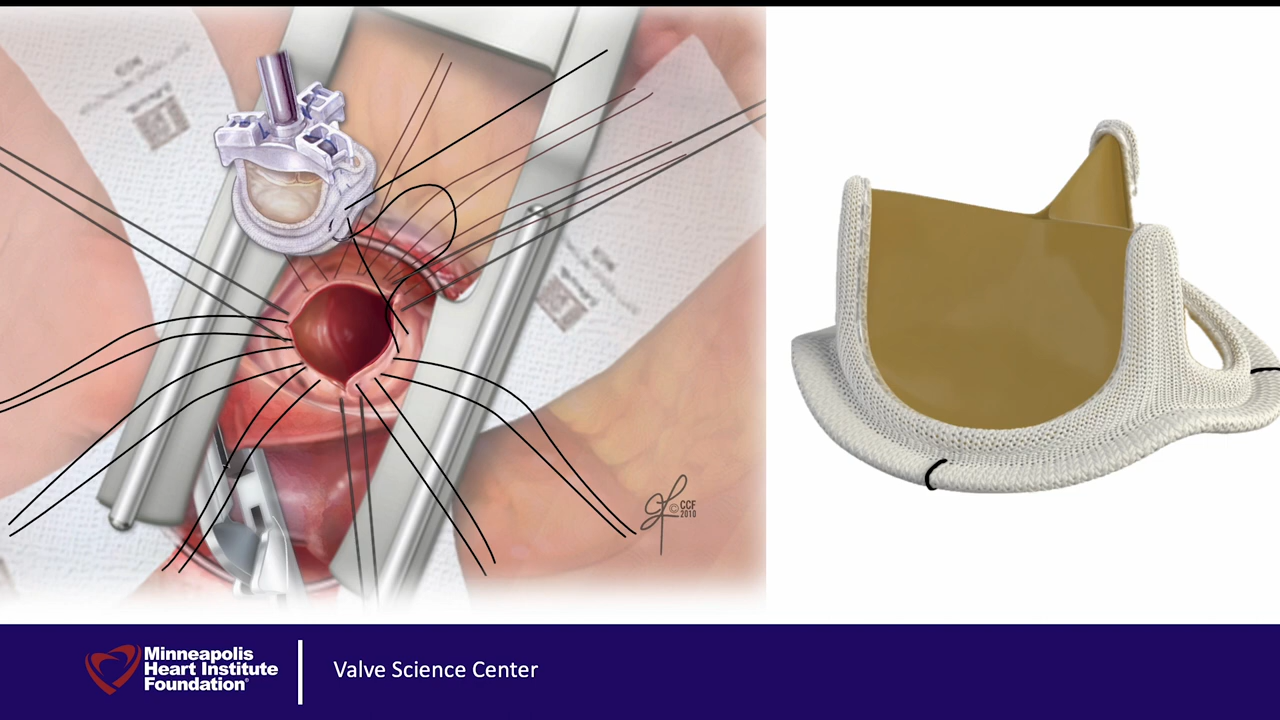 © CCF
2010
Minneapolis
Heart Institute
Foundation®
Valve Science Center